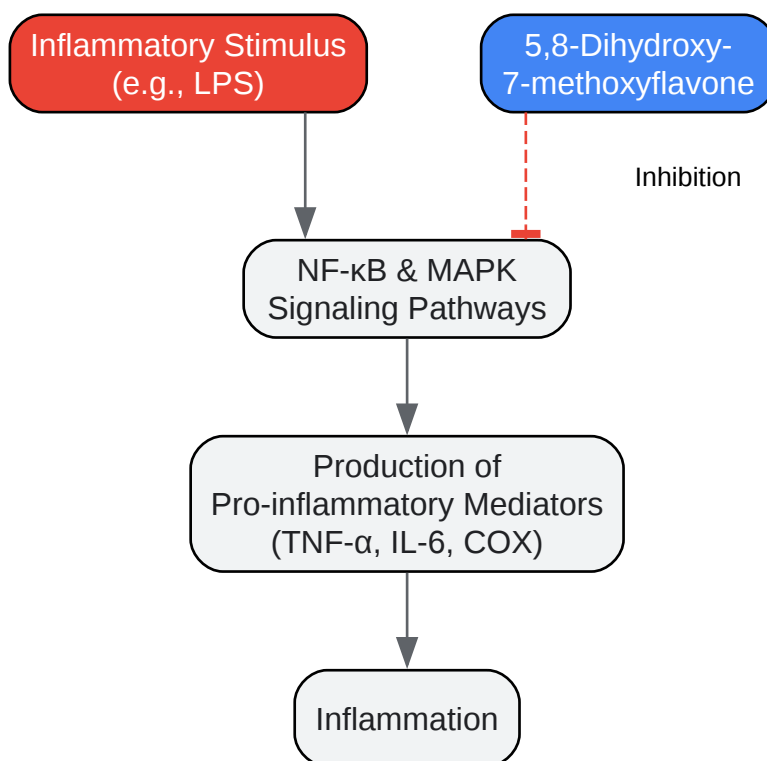 Inflammatory Stimulus
(e.g., LPS)
5,8-Dihydroxy-
7-methoxyflavone
Inhibition
NF-κB & MAPK
Signaling Pathways
Production of
Pro-inflammatory Mediators
(TNF-α, IL-6, COX)
Inflammation